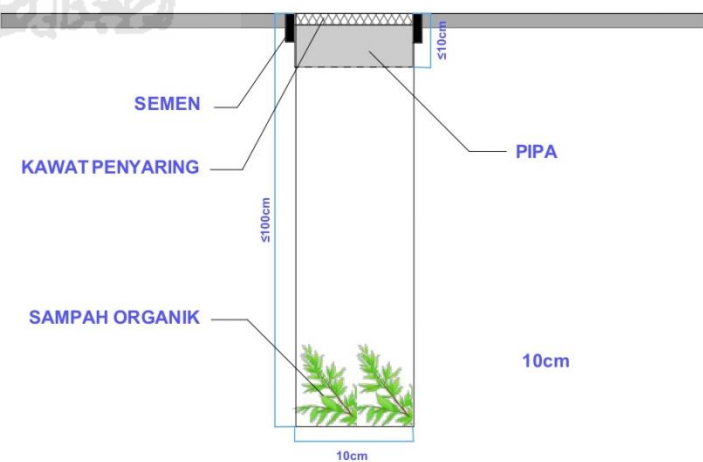 ≤10cm
SEMEN
PIPA
KAWAT PENYARING
≤100cm
SAMPAH ORGANIK
10cm
10cm